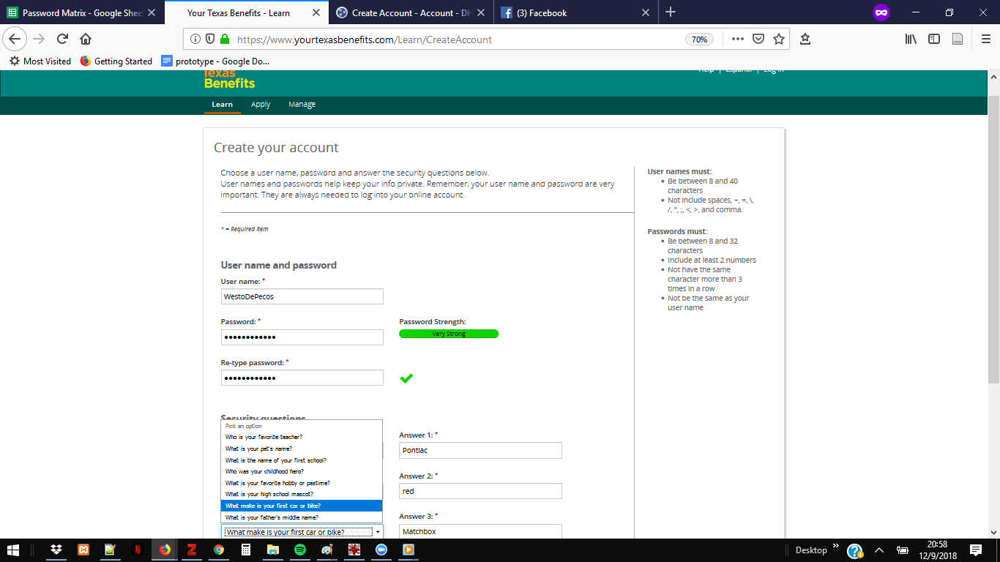 Password Matrix - Google Shee
Your Texas Benefits - Learn
Create Account - Account - DH
(3) Facebook
https://www.yourtexasbenefits.com/Learn/CreateAccount
70%
Most Visited
Getting Started
prototype - Google Do...
Texas
Benefits
Help | Español | Log In
Learn
Apply
Manage
Create your account
Choose a user name, password and answer the security questions below.
User names and passwords help keep your info private. Remember, your user name and password are very
important. They are always needed to log into your online account.
* = Required item
User name and password
User name: *
WestoDePecos
Password: *
Password Strength:
Very Strong
Re-type password: *
Security questions
Pick an option
Who is your favorite teacher?
What is your pet's name?
What is the name of your first school?
Who was your childhood hero?
What is your favorite hobby or pastime?
What is your high school mascot?
What make is your first car or bike?
What is your father's middle name?
What make is your first car or bike?
Answer 1: *
Pontiac
Answer 2: *
red
Answer 3: *
Matchbox
User names must:
• Be between 8 and 40
characters
• Not include spaces, +, =, \,
/, ", ;, <, >, and comma.
Passwords must:
• Be between 8 and 32
characters
• Include at least 2 numbers
• Not have the same
character more than 3
times in a row
• Not be the same as your
user name
Desktop
20:58
12/9/2018